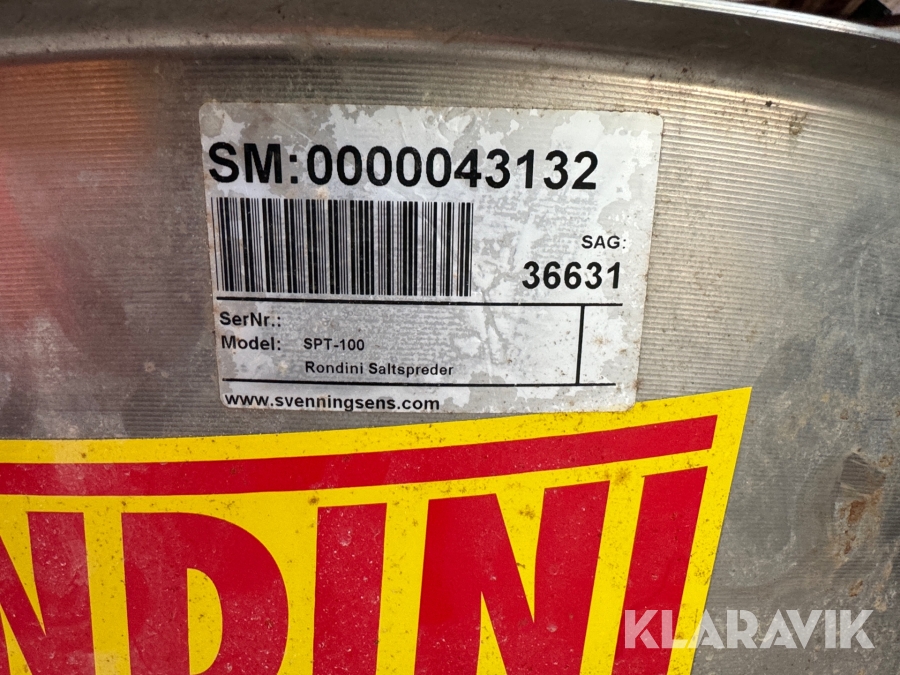 SM:0000043132
SAG:
36631
SerNr.:
Model: SPT-100
Rondini Saltspreder
www.svenningsens.com
NDINI
KLARAVIK